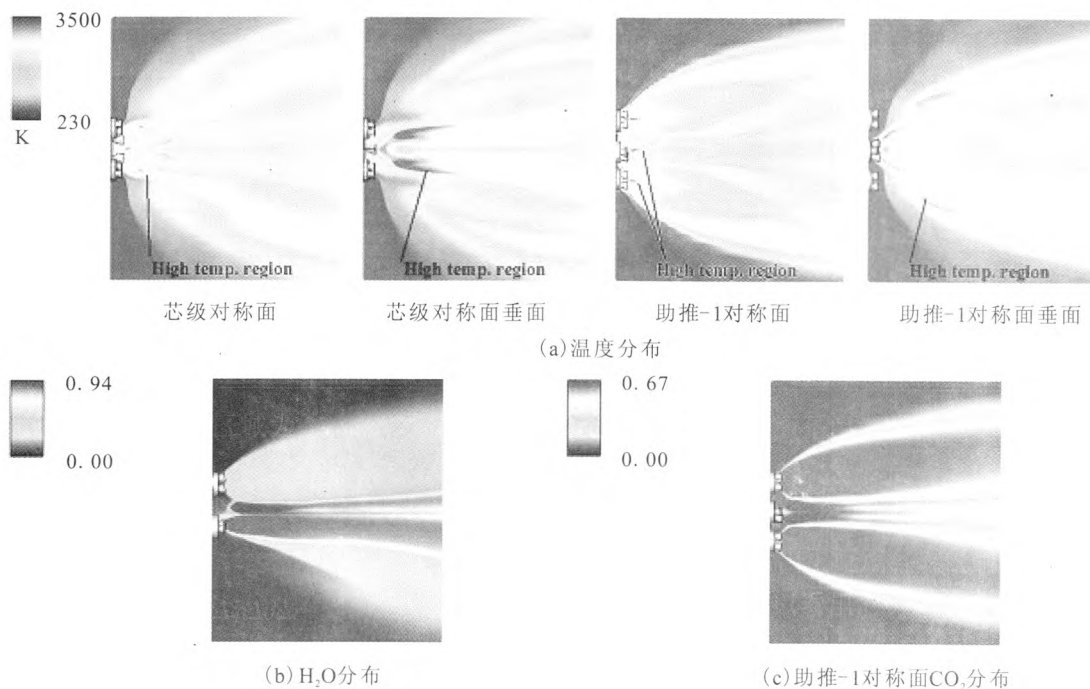 3500
230
K
High temp. region
High temp. region
High temp. region
High temp. region
芯级对称面
芯级对称面垂面
助推-1对称面
助推-1对称面垂面
(a)温度分布
0.94
0.00
0.67
0.00
(b)H₂O分布
(c)助推-1对称面CO₂分布